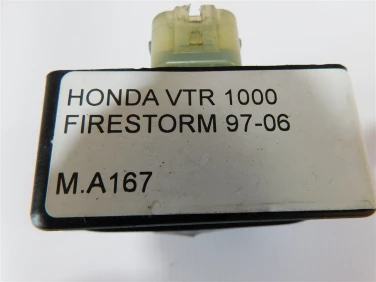 HONDA VTR 1000
FIRESTORM 97-06
M.A167